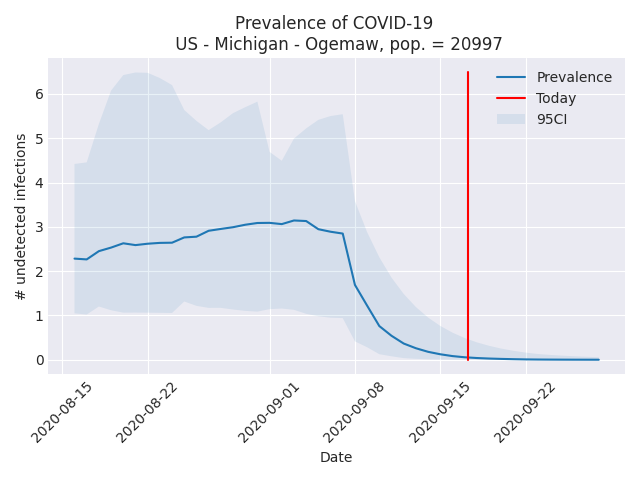 Prevalence of COVID-19
US - Michigan - Ogemaw, pop. = 20997
# undetected infections
6
5
4
3
2
1
0
Prevalence
Today
95CI
2020-08-15
2020-08-22
2020-09-01
2020-09-08
2020-09-15
2020-09-22
Date